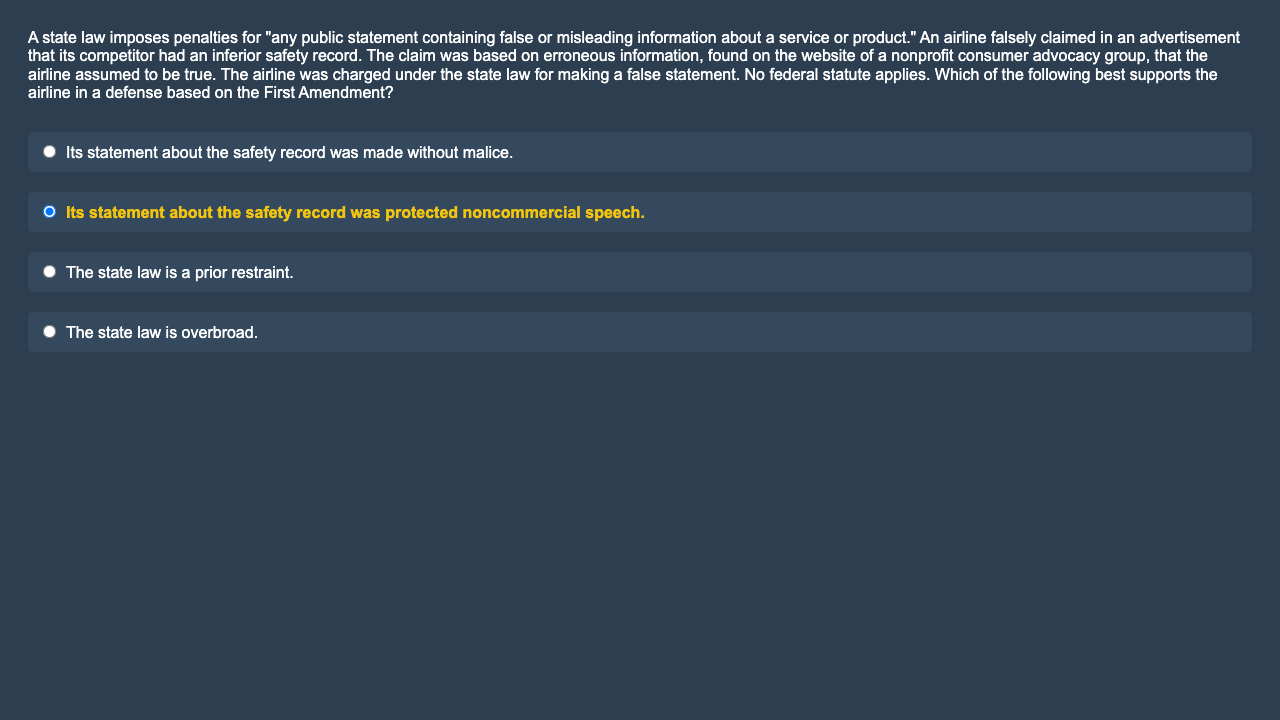 A state law imposes penalties for "any public statement containing false or misleading information about a service or product." An airline falsely claimed in an advertisement
that its competitor had an inferior safety record. The claim was based on erroneous information, found on the website of a nonprofit consumer advocacy group, that the
airline assumed to be true. The airline was charged under the state law for making a false statement. No federal statute applies. Which of the following best supports the
airline in a defense based on the First Amendment?
Its statement about the safety record was made without malice.
Its statement about the safety record was protected noncommercial speech.
The state law is a prior restraint.
The state law is overbroad.